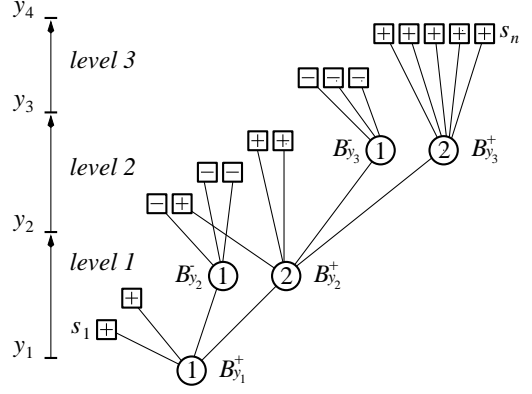 y₄
+ + + + + sₙ
level 3
− − −
y₃
1 B⁻y₃
2 B⁺y₃
+ +
level 2
− −
− +
y₂
level 1
B⁻y₂ 1
2 B⁺y₂
+
s₁ +
y₁
1 B⁺y₁